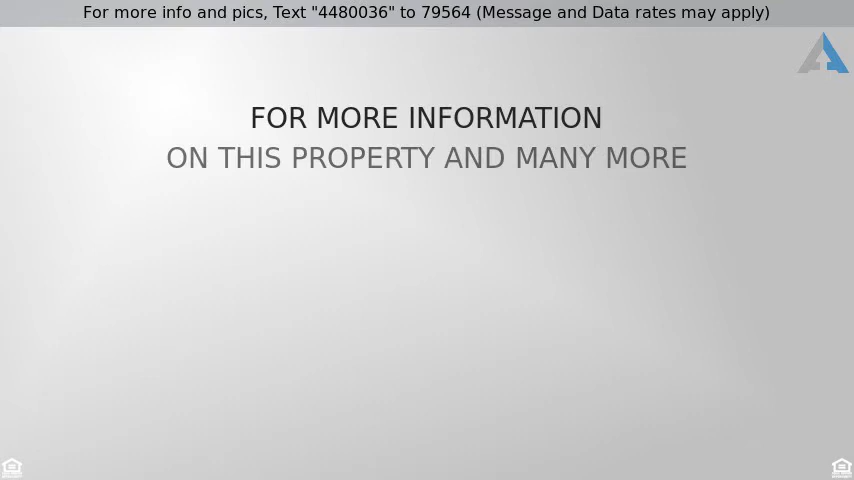 For more info and pics, Text "4480036" to 79564 (Message and Data rates may apply)
FOR MORE INFORMATION
ON THIS PROPERTY AND MANY MORE